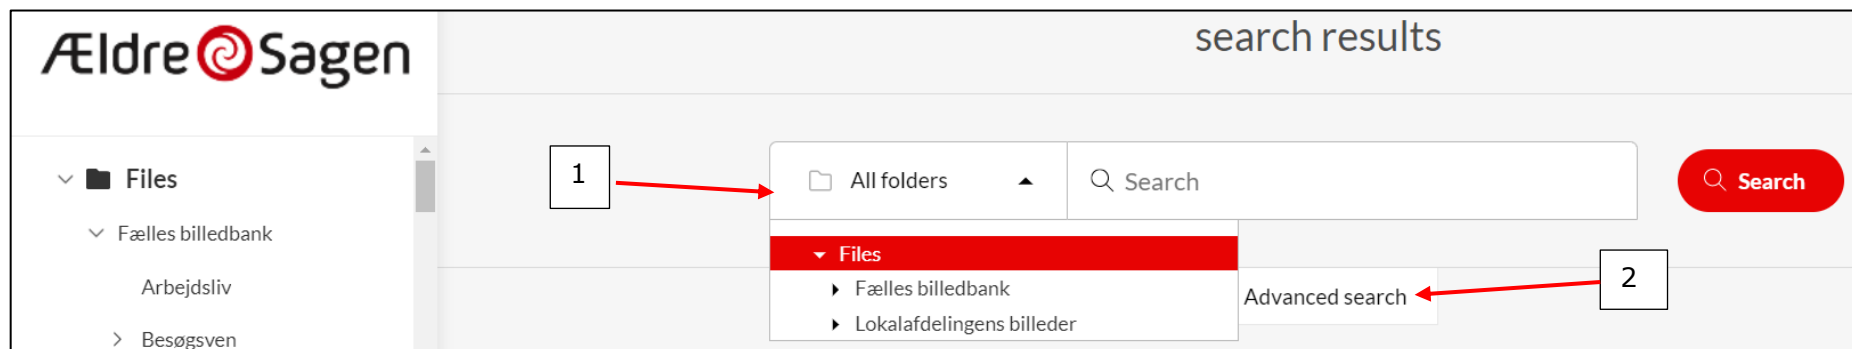 ÆldreSagen
Files
Fælles billedbank
Arbejdsliv
Besøgsven
search results
1
All folders
Search
Search
Files
Fælles billedbank
Lokalafdelingens billeder
Advanced search
2